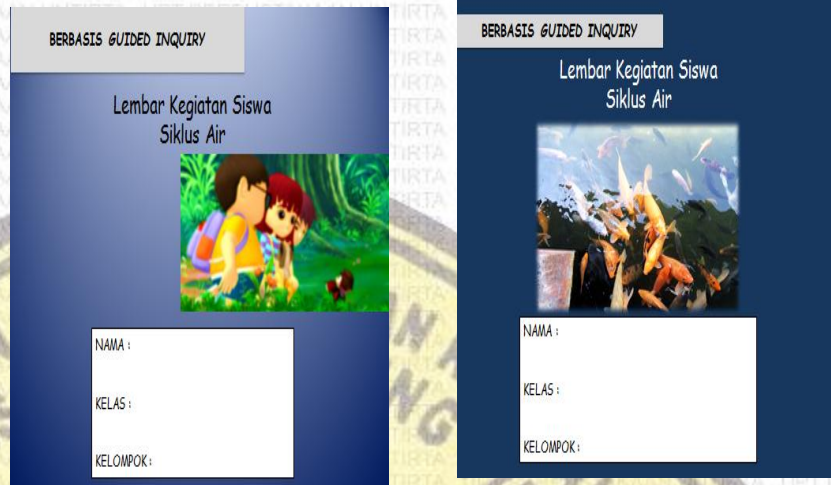 BERBASIS GUIDED INQUIRY
Lembar Kegiatan Siswa
Siklus Air
NAMA :
KELAS :
KELOMPOK :
BERBASIS GUIDED INQUIRY
Lembar Kegiatan Siswa
Siklus Air
NAMA :
KELAS :
KELOMPOK :